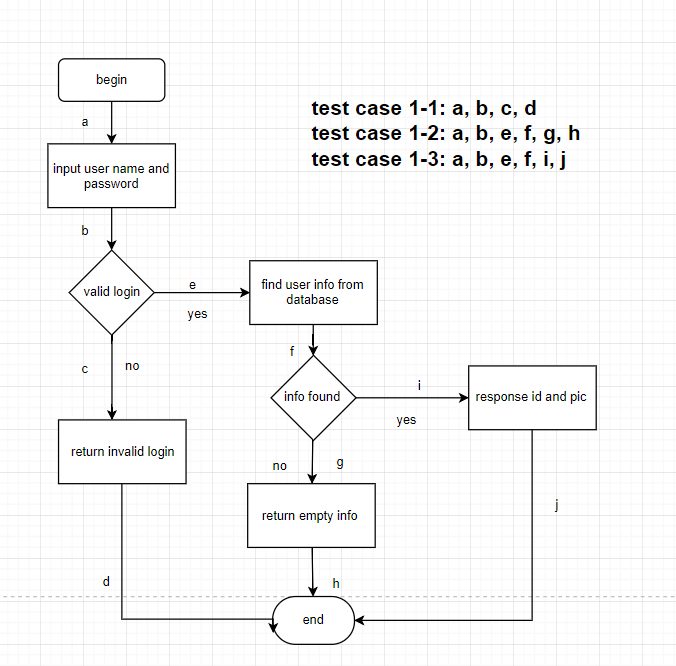 begin
test case 1-1: a, b, c, d
test case 1-2: a, b, e, f, g, h
test case 1-3: a, b, e, f, i, j
a
input user name and
password
b
valid login
e
yes
find user info from
database
c
no
f
info found
i
yes
response id and pic
return invalid login
no
g
return empty info
j
d
h
end